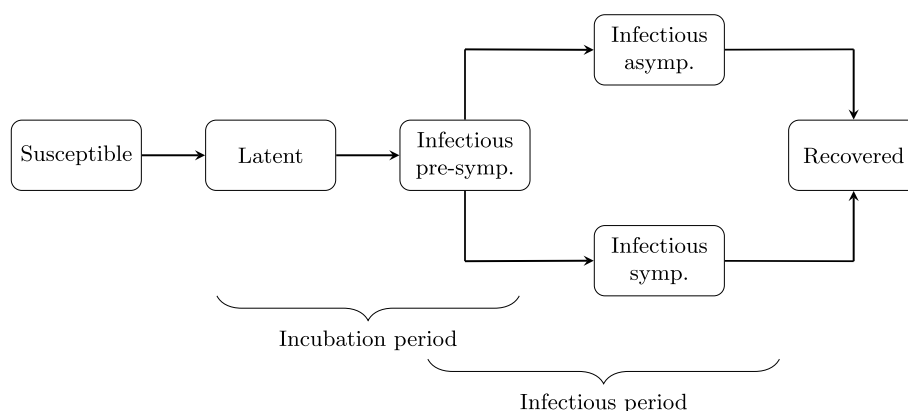 Susceptible
Latent
Infectious
pre-symp.
Infectious
asymp.
Infectious
symp.
Recovered
Incubation period
Infectious period